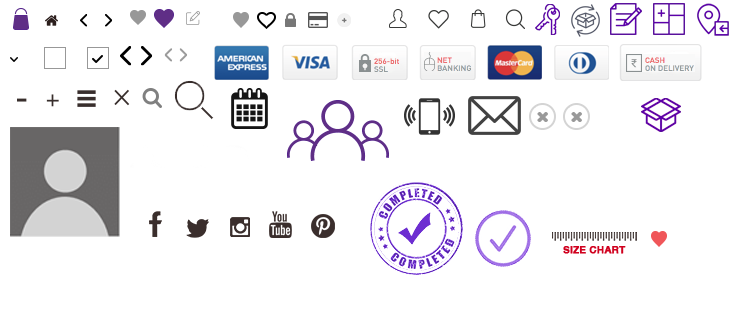 AMERICAN
EXPRESS
VISA
256-bit
SSL
NET
BANKING
MasterCard
CASH
ON DELIVERY
You
Tube
COMPLETED
COMPLETED
SIZE CHART